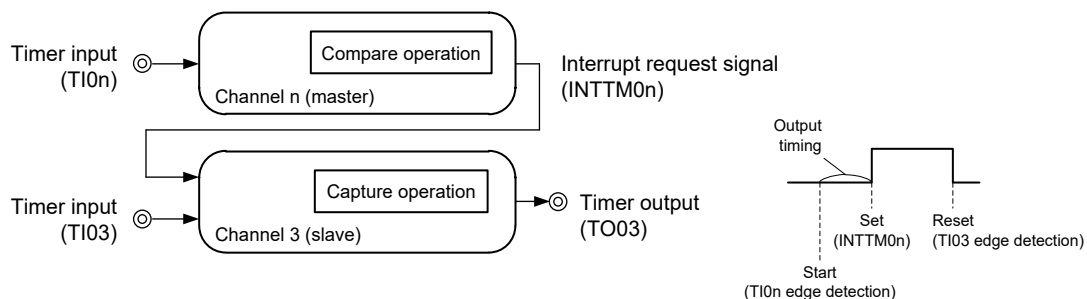 Timer input
(TI0n)
Compare operation
Channel n (master)
Interrupt request signal
(INTTM0n)
Timer input
(TI03)
Capture operation
Channel 3 (slave)
Timer output
(TO03)
Output
timing
Set
(INTTM0n)
Reset
(TI03 edge detection)
Start
(TI0n edge detection)